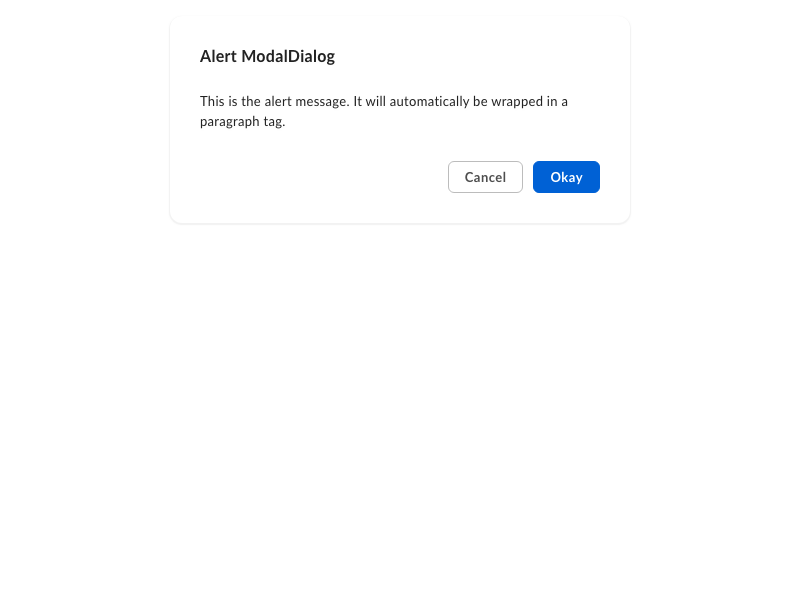 Alert ModalDialog
This is the alert message. It will automatically be wrapped in a
paragraph tag.
Cancel
Okay